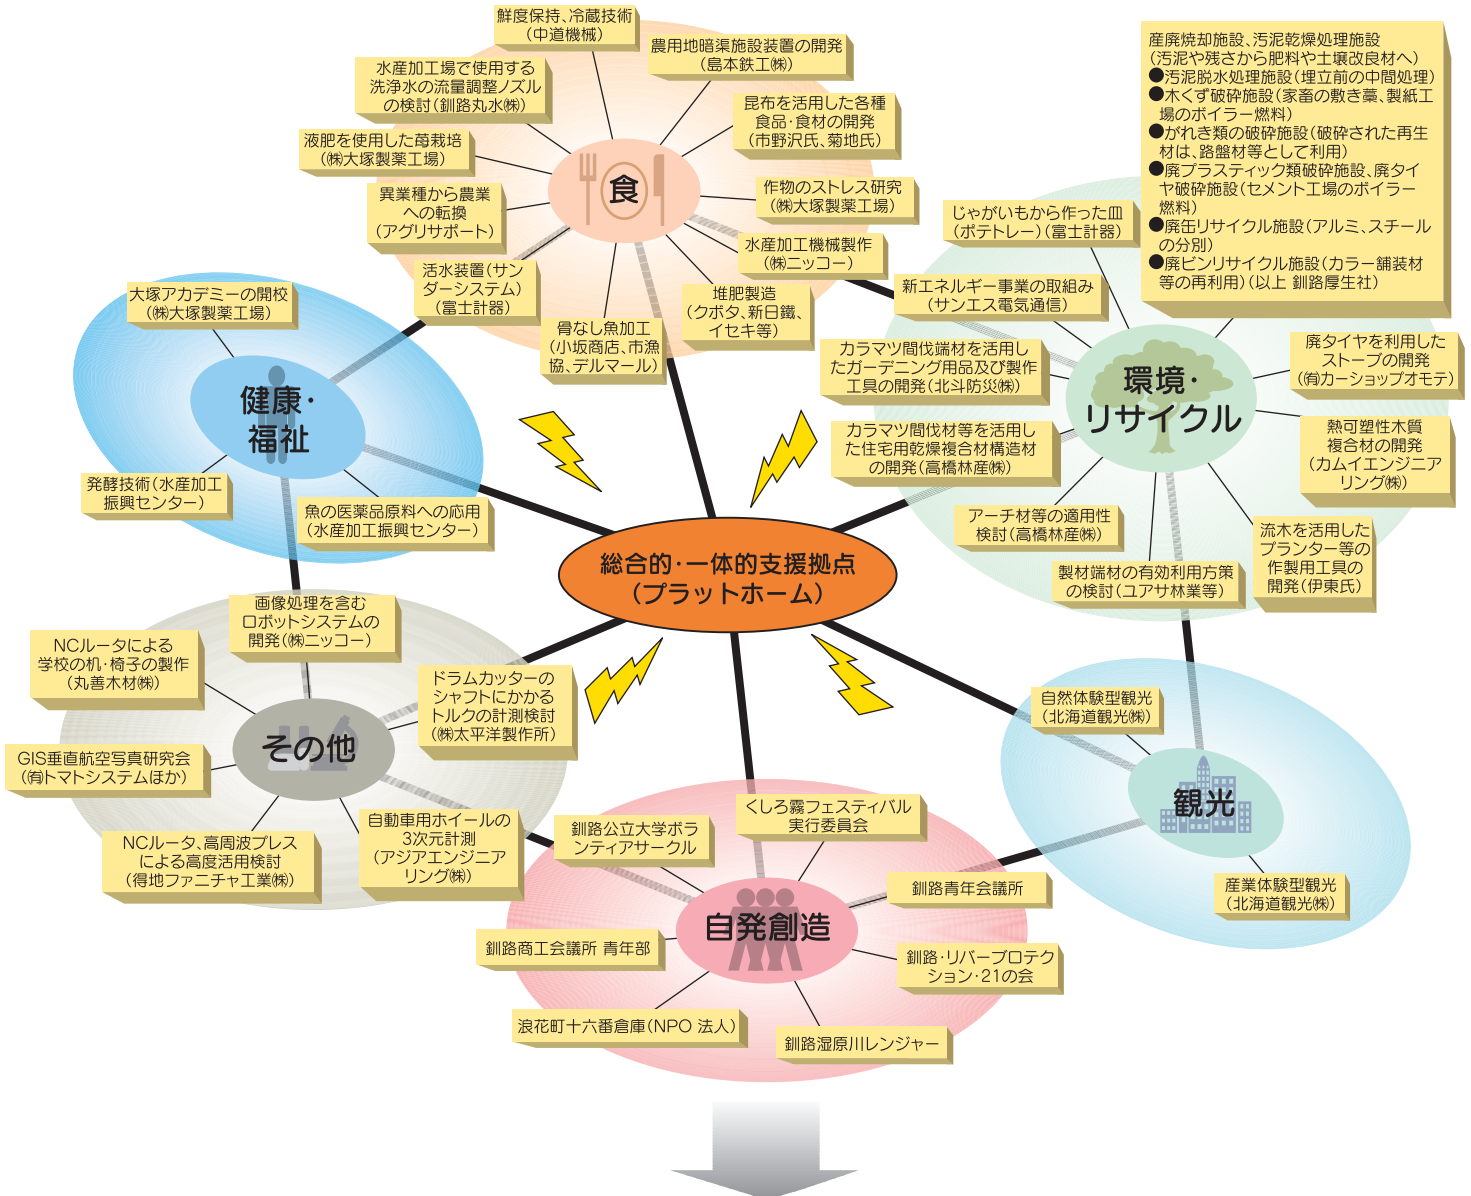 鮮度保持、冷蔵技術
(中道機械)
農用地暗渠施設装置の開発
(島本鉄工㈱)
水産加工場で使用する
洗浄水の流量調整ノズル
の検討(釧路丸水㈱)
昆布を活用した各種
食品・食材の開発
(市野沢氏、菊地氏)
液肥を使用した苺栽培
(㈱大塚製薬工場)
異業種から農業
への転換
(アグリサポート)
作物のストレス研究
(㈱大塚製薬工場)
水産加工機械製作
(㈱ニッコー)
活水装置(サン
ダーシステム)
(富士計器)
骨なし魚加工
(小坂商店、市漁
協、デルマール)
堆肥製造
(クボタ、新日鐵、
イセキ等)
食
産廃焼却施設、汚泥乾燥処理施設
(汚泥や残さから肥料や土壌改良材へ)
●汚泥脱水処理施設(埋立前の中間処理)
●木くず破砕施設(家畜の敷き藁、製紙工
場のボイラー燃料)
●がれき類の破砕施設(破砕された再生
材は、路盤材等として利用)
●廃プラスティック類破砕施設、廃タイ
ヤ破砕施設(セメント工場のボイラー
燃料)
●廃缶リサイクル施設(アルミ、スチール
の分別)
●廃ビンリサイクル施設(カラー舗装材
等の再利用)(以上 釧路厚生社)
じゃがいもから作った皿
(ポテトレー)(富士計器)
新エネルギー事業の取組み
(サンエス電気通信)
カラマツ間伐端材を活用し
たガーデニング用品及び製作
工具の開発(北斗防災㈱)
カラマツ間伐材等を活用し
た住宅用乾燥複合材構造材
の開発(高橋林産㈱)
アーチ材等の適用性
検討(高橋林産㈱)
製材端材の有効利用方策
の検討(ユアサ林業等)
廃タイヤを利用した
ストーブの開発
(㈲カーショップオモテ)
熱可塑性木質
複合材の開発
(カムイエンジニア
リング㈱)
流木を活用した
プランター等の
作製用工具の
開発(伊東氏)
環境・
リサイクル
大塚アカデミーの開校
(㈱大塚製薬工場)
健康・
福祉
発酵技術(水産加工
振興センター)
魚の医薬品原料への応用
(水産加工振興センター)
総合的・一体的支援拠点
(プラットホーム)
画像処理を含む
ロボットシステムの
開発(㈱ニッコー)
NCルータによる
学校の机・椅子の製作
(丸善木材㈱)
ドラムカッターの
シャフトにかかる
トルクの計測検討
(㈱太平洋製作所)
その他
GIS垂直航空写真研究会
(㈲トマトシステムほか)
NCルータ、高周波プレス
による高度活用検討
(得地ファニチャ工業㈱)
自動車用ホイールの
3次元計測
(アジアエンジニア
リング㈱)
自然体験型観光
(北海道観光㈱)
観光
産業体験型観光
(北海道観光㈱)
釧路公立大学ボラ
ンティアサークル
くしろ霧フェスティバル
実行委員会
釧路青年会議所
自発創造
釧路商工会議所 青年部
釧路・リバープロテク
ション・21の会
浪花町十六番倉庫(NPO 法人)
釧路湿原川レンジャー